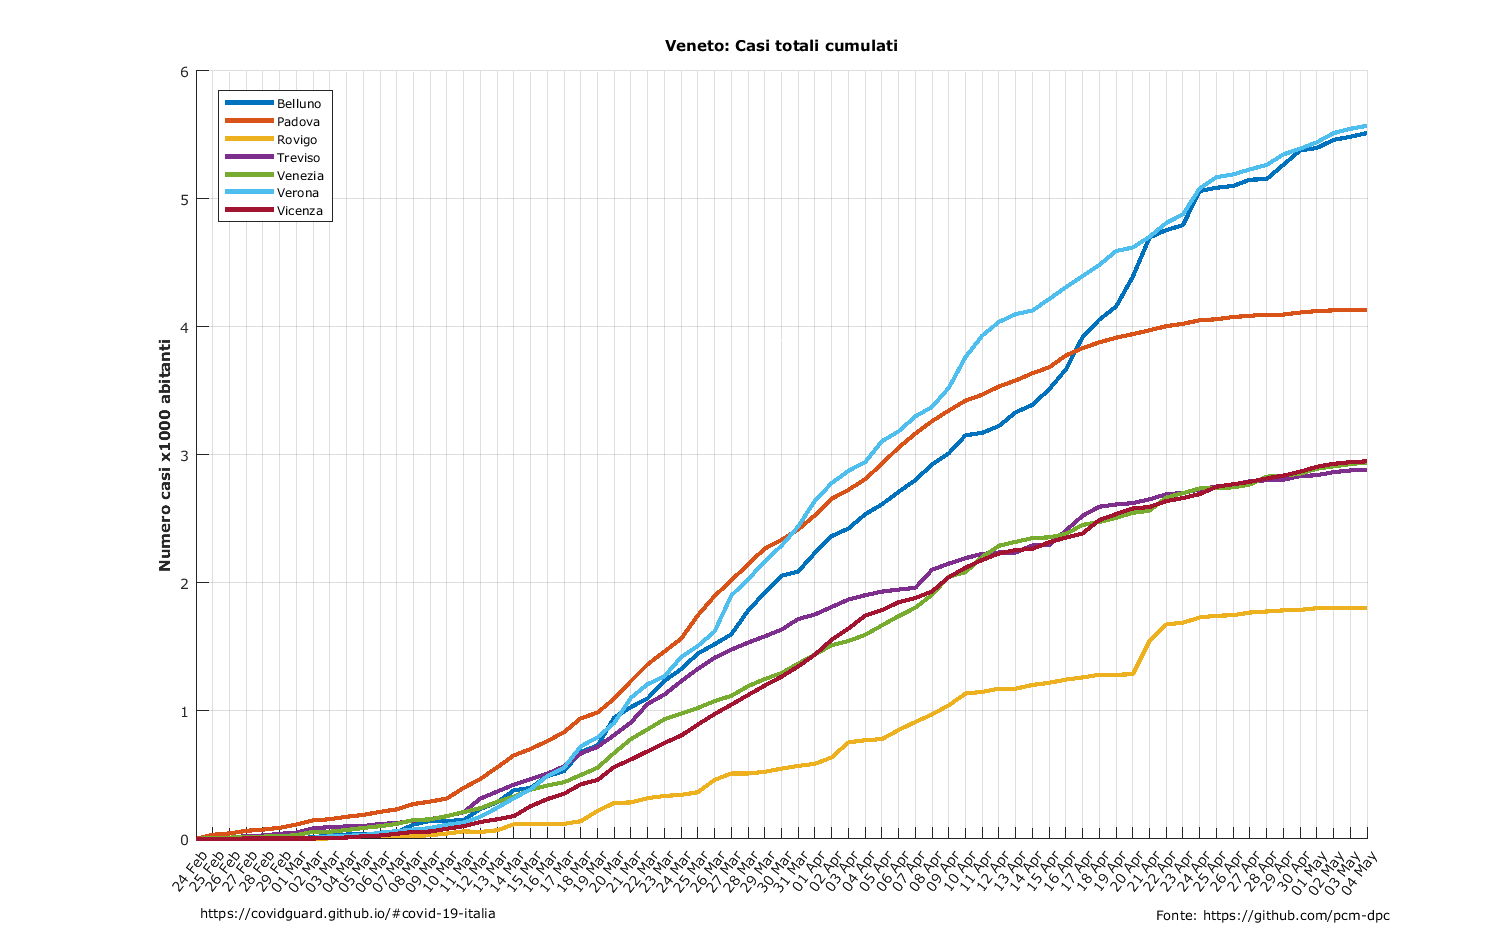 Veneto: Casi totali cumulati
Numero casi x1000 abitanti
6
5
4
3
2
1
0
Belluno
Padova
Rovigo
Treviso
Venezia
Verona
Vicenza
24 Feb
25 Feb
26 Feb
27 Feb
28 Feb
29 Feb
01 Mar
02 Mar
03 Mar
04 Mar
05 Mar
06 Mar
07 Mar
08 Mar
09 Mar
10 Mar
11 Mar
12 Mar
13 Mar
14 Mar
15 Mar
16 Mar
17 Mar
18 Mar
19 Mar
20 Mar
21 Mar
22 Mar
23 Mar
24 Mar
25 Mar
26 Mar
27 Mar
28 Mar
29 Mar
30 Mar
31 Mar
01 Apr
02 Apr
03 Apr
04 Apr
05 Apr
06 Apr
07 Apr
08 Apr
09 Apr
10 Apr
11 Apr
12 Apr
13 Apr
14 Apr
15 Apr
16 Apr
17 Apr
18 Apr
19 Apr
20 Apr
21 Apr
22 Apr
23 Apr
24 Apr
25 Apr
26 Apr
27 Apr
28 Apr
29 Apr
30 Apr
01 May
02 May
03 May
04 May
https://covidguard.github.io/#covid-19-italia
Fonte: https://github.com/pcm-dpc